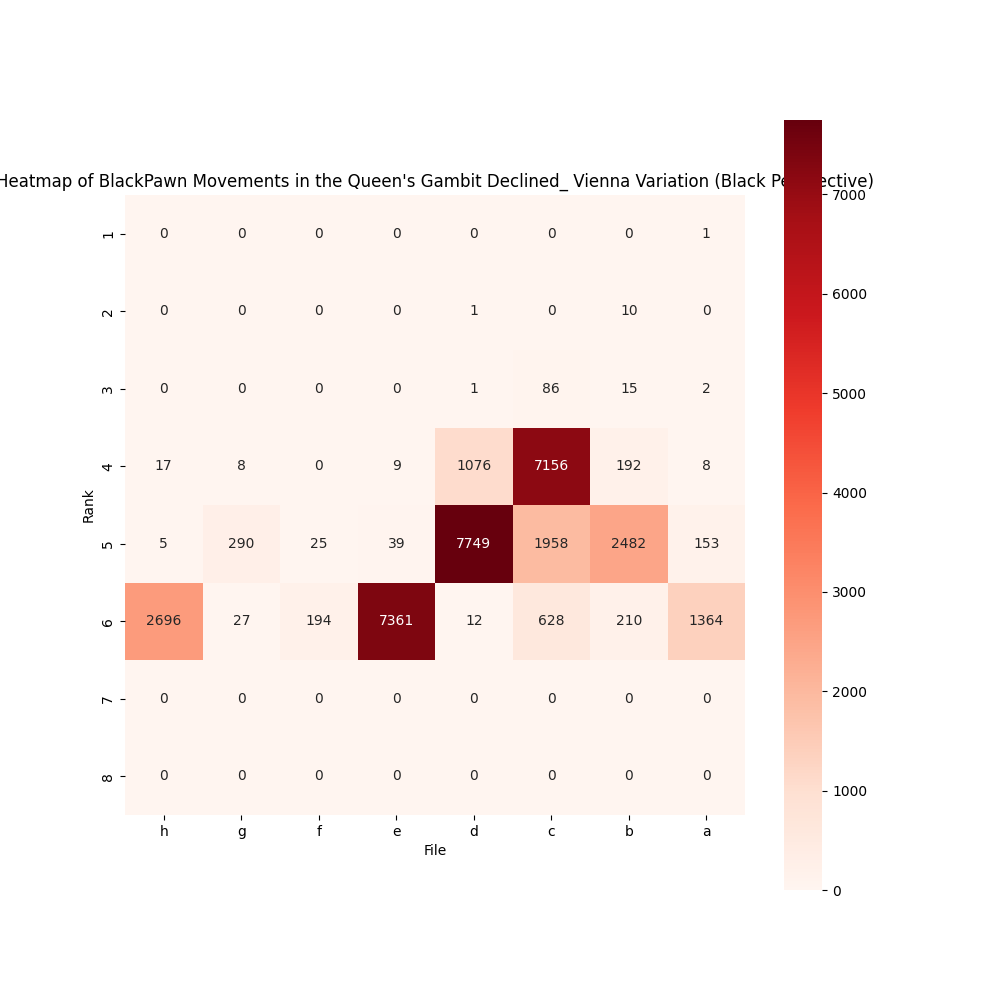 Heatmap of BlackPawn Movements in the Queen's Gambit Declined_ Vienna Variation (Black Perspective)
1 0 0 0 0 0 0 0 1
2 0 0 0 0 1 0 10 0
3 0 0 0 0 1 86 15 2
4 17 8 0 9 1076 7156 192 8
5 5 290 25 39 7749 1958 2482 153
6 2696 27 194 7361 12 628 210 1364
7 0 0 0 0 0 0 0 0
8 0 0 0 0 0 0 0 0
h g f e d c b a
File
Rank
7000
6000
5000
4000
3000
2000
1000
0